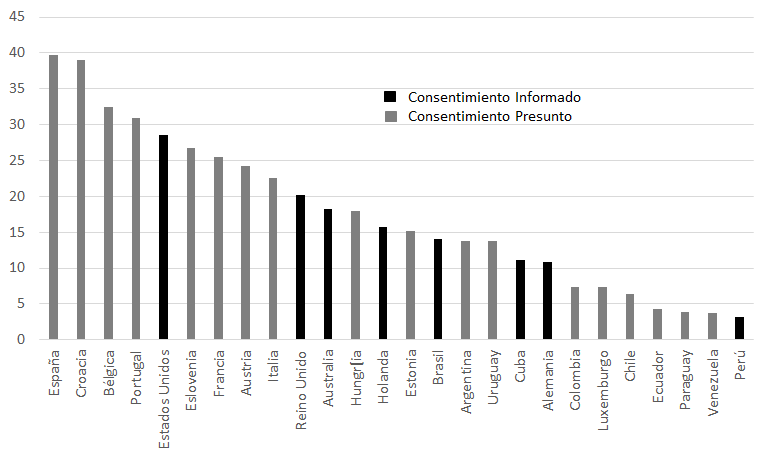 45
40
35
30
25
20
15
10
5
0
Consentimiento Informado
Consentimiento Presunto
España
Croacia
Bélgica
Portugal
Estados Unidos
Eslovenia
Francia
Austria
Italia
Reino Unido
Australia
Hungr[ia
Holanda
Estonia
Brasil
Argentina
Uruguay
Cuba
Alemania
Colombia
Luxemburgo
Chile
Ecuador
Paraguay
Venezuela
Perú